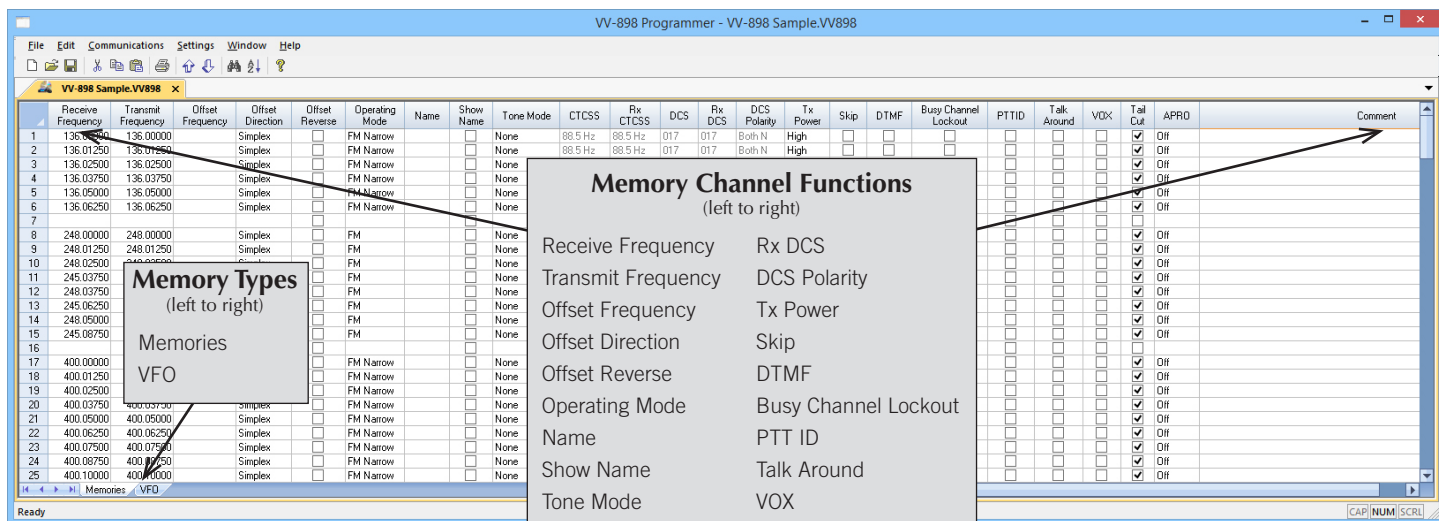 VV-898 Programmer - VV-898 Sample.VV898
File Edit Communications Settings Window Help
VV-898 Sample.VV898 X
Receive Frequency Transmit Frequency Offset Frequency Offset Direction Offset Reverse Operating Mode Name Show Name Tone Mode CTCSS Rx CTCSS DCS Rx DCS DCS Polarity Tx Power Skip DTMF Busy Channel Lockout PTTID Talk Around VOX Tail Cut APRO Comment
1 136.00000 136.00000 Simplex FM Narrow None 88.5 Hz 88.5 Hz 017 017 Both N High Off
2 136.01250 136.01250 Simplex FM Narrow None 88.5 Hz 88.5 Hz 017 017 Both N High Off
3 136.02500 136.02500 Simplex FM Narrow None Off
4 136.03750 136.03750 Simplex FM Narrow None Off
5 136.05000 136.05000 Simplex FM Narrow None Off
6 136.06250 136.06250 Simplex FM Narrow None Off
7
8 248.00000 248.00000 Simplex FM None Off
9 248.01250 248.01250 Simplex FM None Off
10 248.02500 Simplex FM None Off
11 245.03750 FM None Off
12 248.03750 FM None Off
13 245.06250 FM None Off
14 248.05000 FM None Off
15 245.08750 FM None Off
16
17 400.00000 FM Narrow None Off
18 400.01250 FM Narrow None Off
19 400.02500 FM Narrow None Off
20 400.03750 400.03750 Simplex FM Narrow None Off
21 400.05000 400.05000 Simplex FM Narrow None Off
22 400.06250 400.06250 Simplex FM Narrow None Off
23 400.07500 400.07500 Simplex FM Narrow None Off
24 400.08750 400.08750 Simplex FM Narrow None Off
25 400.10000 400.10000 Simplex FM Narrow None Off
Memories VFO
Ready CAP NUM SCRL
Memory Types
(left to right)
Memories
VFO
Memory Channel Functions
(left to right)
Receive Frequency
Transmit Frequency
Offset Frequency
Offset Direction
Offset Reverse
Operating Mode
Name
Show Name
Tone Mode
Rx DCS
DCS Polarity
Tx Power
Skip
DTMF
Busy Channel Lockout
PTT ID
Talk Around
VOX